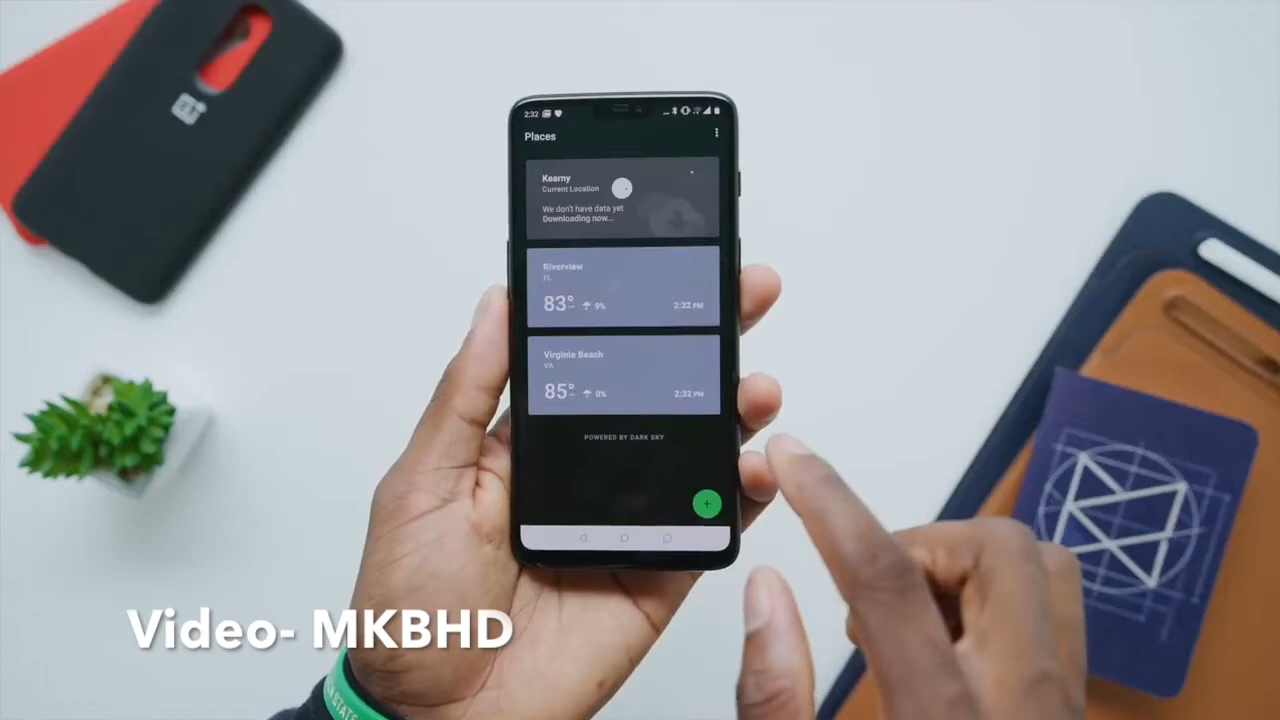 2:32
Places
Kearny
Current Location
We don't have data yet
Downloading now...
Riverview
FL
83° 9% 2:32 PM
Virginia Beach
VA
85° 0% 2:32 PM
POWERED BY DARK SKY
+
Video- MKBHD